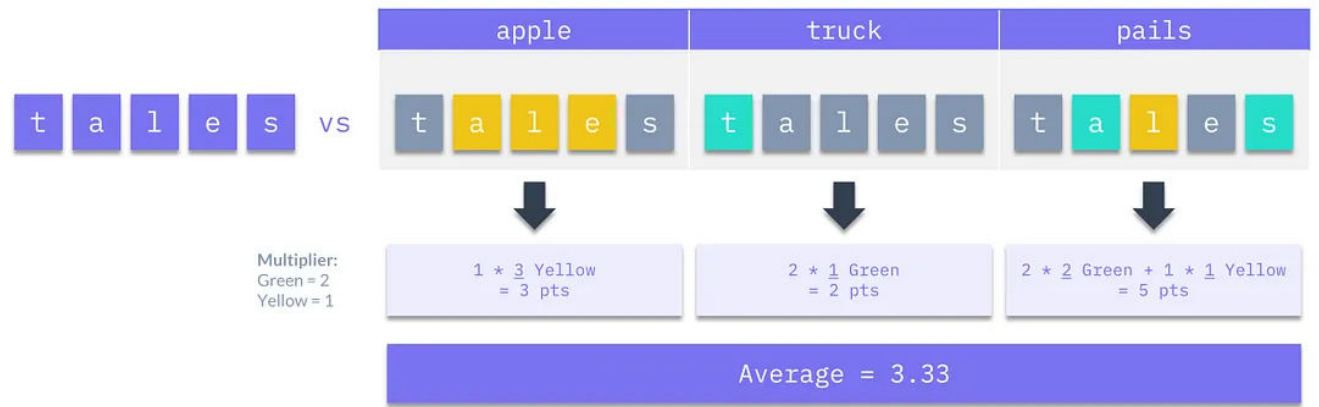 apple truck pails
t a l e s vs t a l e s t a l e s t a l e s
Multiplier:
Green = 2
Yellow = 1
1 * 3 Yellow
= 3 pts
2 * 1 Green
= 2 pts
2 * 2 Green + 1 * 1 Yellow
= 5 pts
Average = 3.33